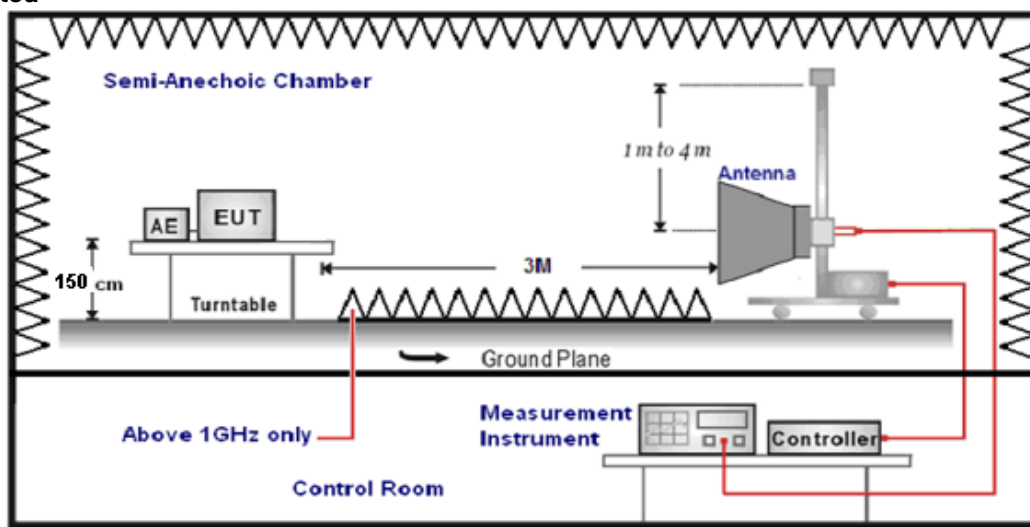 Semi-Anechoic Chamber
1 m to 4 m
Antenna
AE
EUT
3M
150 cm
Turntable
Ground Plane
Above 1GHz only
Measurement
Instrument
Controller
Control Room